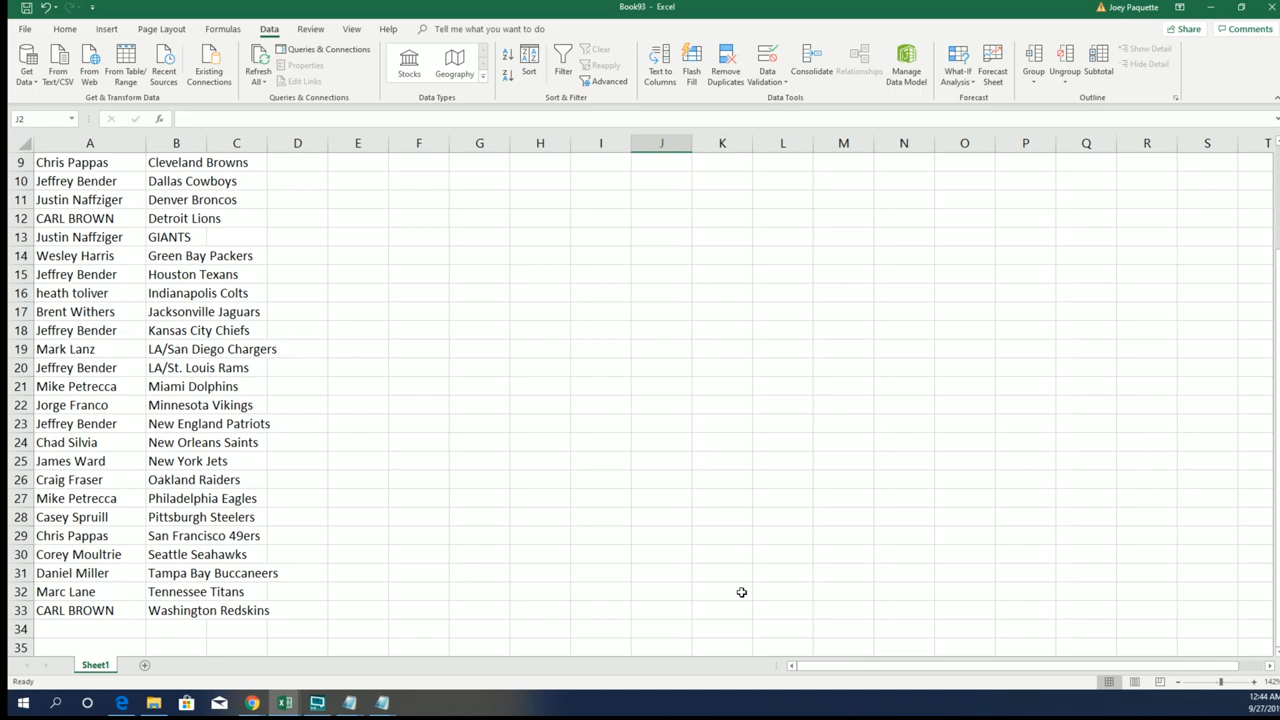 Book93 - Excel
Joey Paquette
File Home Insert Page Layout Formulas Data Review View Help Tell me what you want to do Share Comments
Get Data
From Text/CSV
From Web
From Table/ Range
Recent Sources
Existing Connections
Get & Transform Data
Refresh All
Queries & Connections
Properties
Edit Links
Queries & Connections
Stocks
Geography
Data Types
Sort
Filter
Clear
Reapply
Advanced
Sort & Filter
Text to Columns
Flash Fill
Remove Duplicates
Data Validation
Consolidate
Relationships
Manage Data Model
Data Tools
What-If Analysis
Forecast Sheet
Forecast
Group
Ungroup
Subtotal
Show Detail
Hide Detail
Outline
J2 fx
A B C D E F G H I J K L M N O P Q R S T
9 Chris Pappas Cleveland Browns
10 Jeffrey Bender Dallas Cowboys
11 Justin Naffziger Denver Broncos
12 CARL BROWN Detroit Lions
13 Justin Naffziger GIANTS
14 Wesley Harris Green Bay Packers
15 Jeffrey Bender Houston Texans
16 heath toliver Indianapolis Colts
17 Brent Withers Jacksonville Jaguars
18 Jeffrey Bender Kansas City Chiefs
19 Mark Lanz LA/San Diego Chargers
20 Jeffrey Bender LA/St. Louis Rams
21 Mike Petrecca Miami Dolphins
22 Jorge Franco Minnesota Vikings
23 Jeffrey Bender New England Patriots
24 Chad Silvia New Orleans Saints
25 James Ward New York Jets
26 Craig Fraser Oakland Raiders
27 Mike Petrecca Philadelphia Eagles
28 Casey Spruill Pittsburgh Steelers
29 Chris Pappas San Francisco 49ers
30 Corey Moultrie Seattle Seahawks
31 Daniel Miller Tampa Bay Buccaneers
32 Marc Lane Tennessee Titans
33 CARL BROWN Washington Redskins
34
35
Sheet1
Ready
142%
12:44 AM